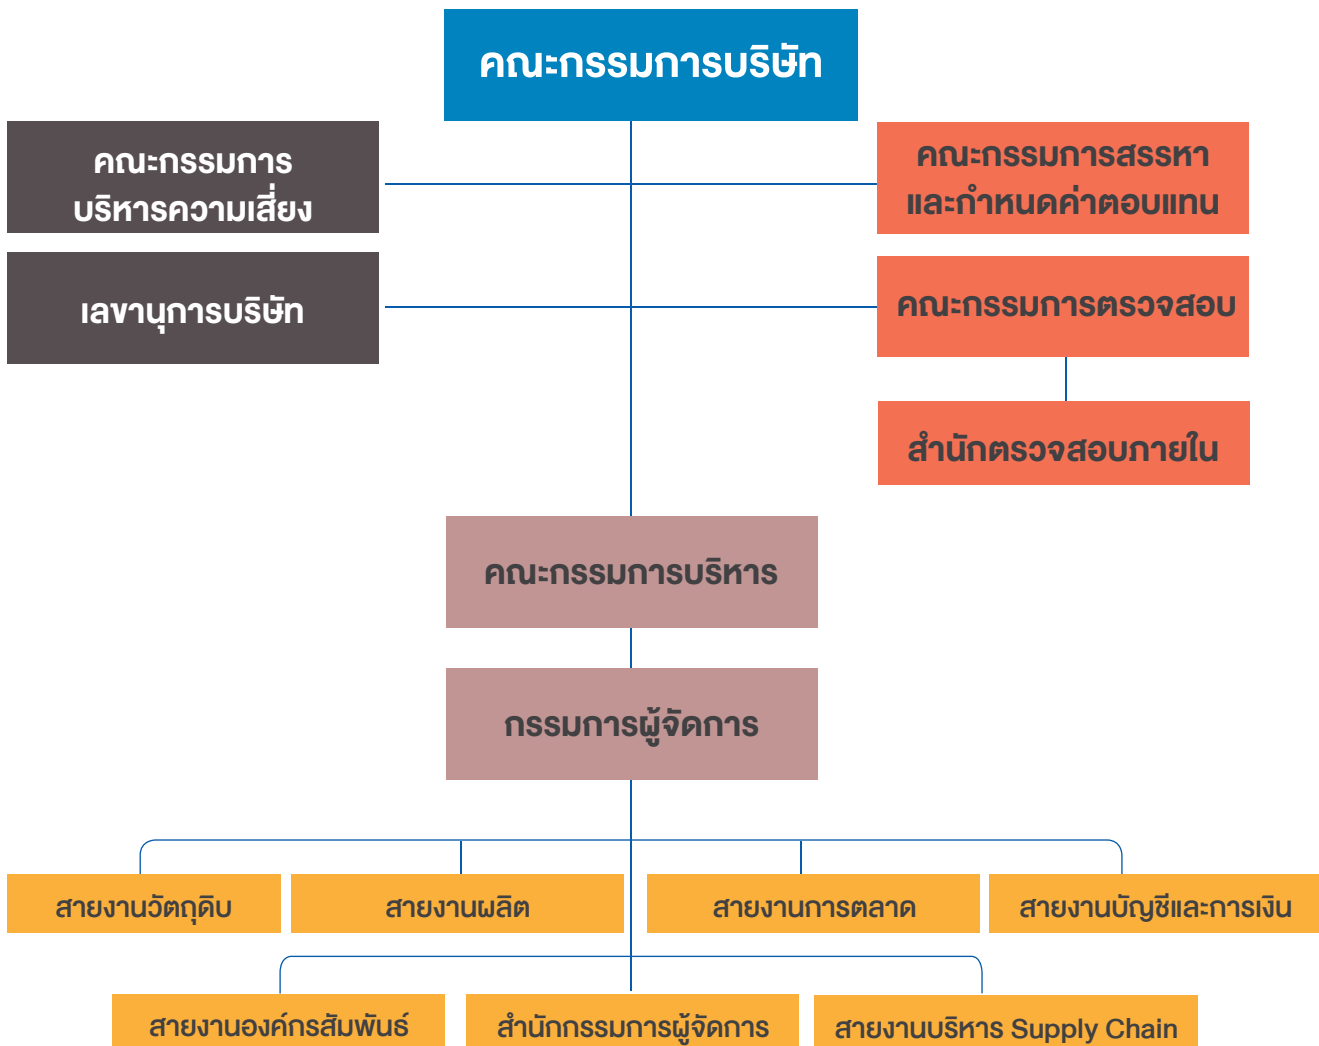 คณะกรรมการบริษัท
คณะกรรมการ
บริหารความเสี่ยง
คณะกรรมการสรรหา
และกำหนดค่าตอบแทน
เลขานุการบริษัท
คณะกรรมการตรวจสอบ
สำนักตรวจสอบภายใน
คณะกรรมการบริหาร
กรรมการผู้จัดการ
สายงานวัตถุดิบ
สายงานผลิต
สายงานการตลาด
สายงานบัญชีและการเงิน
สายงานองค์กรสัมพันธ์
สำนักกรรมการผู้จัดการ
สายงานบริหาร Supply Chain